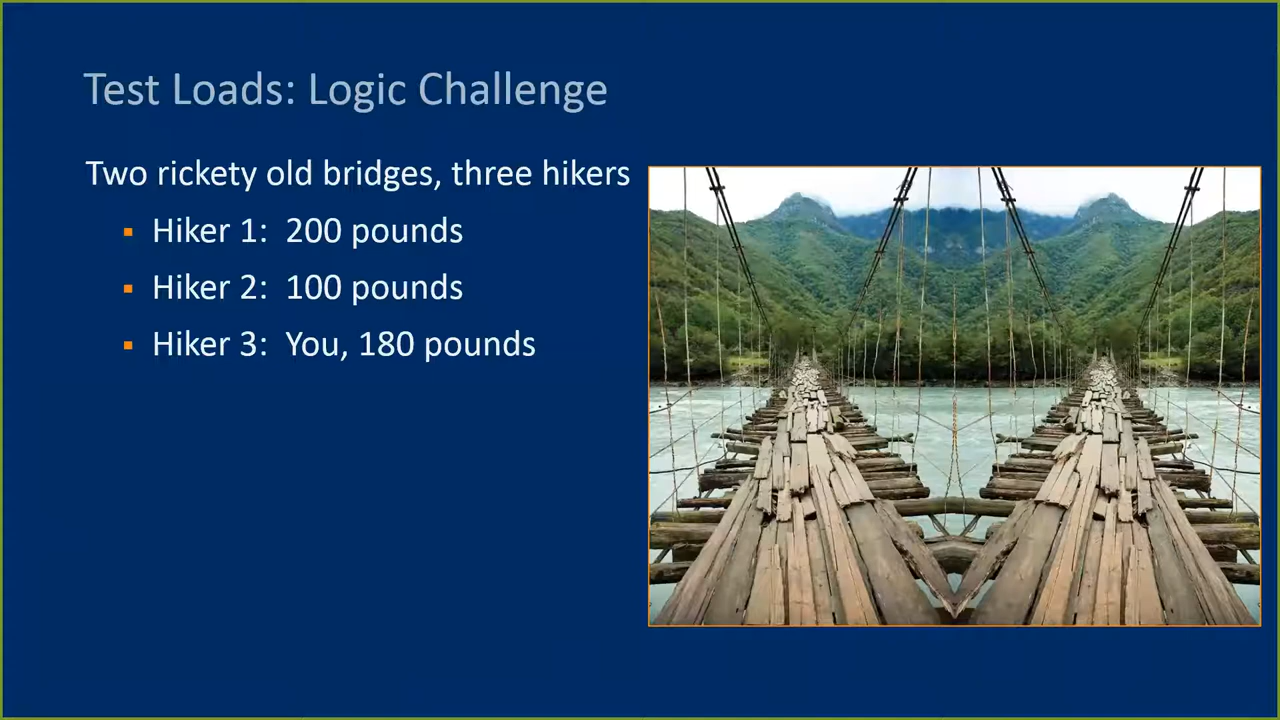 Test Loads: Logic Challenge
Two rickety old bridges, three hikers
▪ Hiker 1: 200 pounds
▪ Hiker 2: 100 pounds
▪ Hiker 3: You, 180 pounds